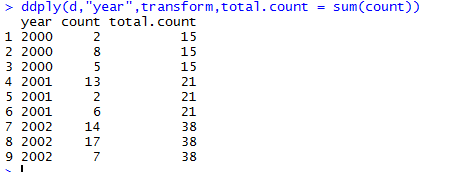 > ddply(d,"year",transform,total.count = sum(count))
  year count total.count
1 2000     2          15
2 2000     8          15
3 2000     5          15
4 2001    13          21
5 2001     2          21
6 2001     6          21
7 2002    14          38
8 2002    17          38
9 2002     7          38
>